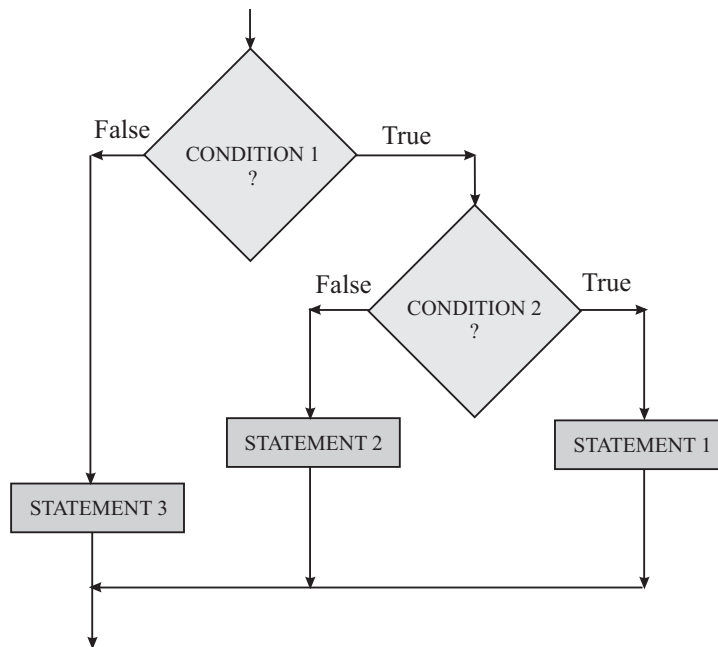 False
True
CONDITION 1
?
False
True
CONDITION 2
?
STATEMENT 2
STATEMENT 1
STATEMENT 3